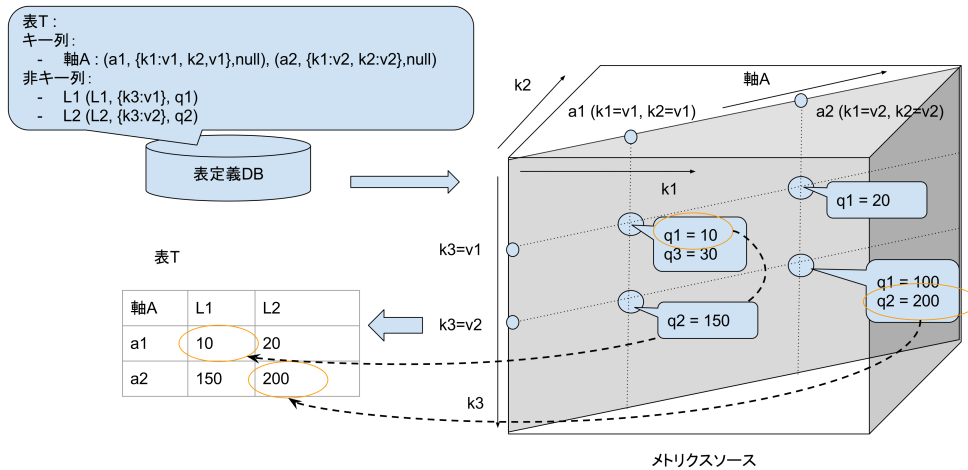 表T :
キー列:
- 軸A : (a1, {k1:v1, k2,v1},null), (a2, {k1:v2, k2:v2},null)
非キー列:
- L1 (L1, {k3:v1}, q1)
- L2 (L2, {k3:v2}, q2)
表定義DB
k2
軸A
a1 (k1=v1, k2=v1)
a2 (k1=v2, k2=v2)
k1
q1 = 20
k3=v1
q1 = 10
q3 = 30
q1 = 100
q2 = 200
k3=v2
q2 = 150
k3
メトリクスソース
表T
軸A L1 L2
a1 10 20
a2 150 200